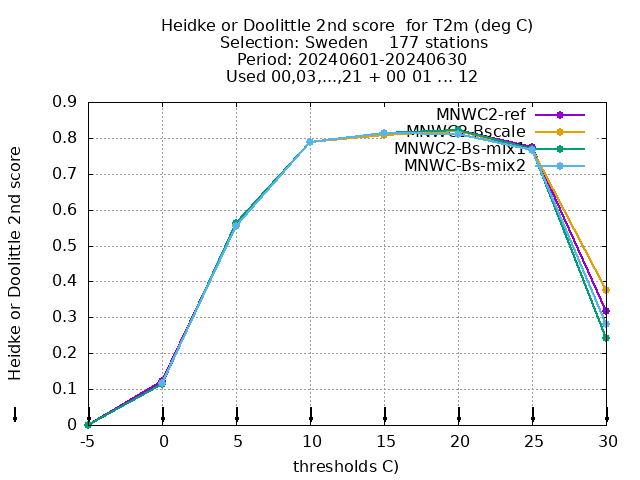 Heidke or Doolittle 2nd score  for T2m (deg C)
Selection: Sweden    177 stations
Period: 20240601-20240630
Used 00,03,...,21 + 00 01 ... 12
Heidke or Doolittle 2nd score
0.9
0.8
0.7
0.6
0.5
0.4
0.3
0.2
0.1
0
MNWC2-ref
MNWC2-Bscale
MNWC2-Bs-mix1
MNWC-Bs-mix2
-5 0 5 10 15 20 25 30
thresholds C)